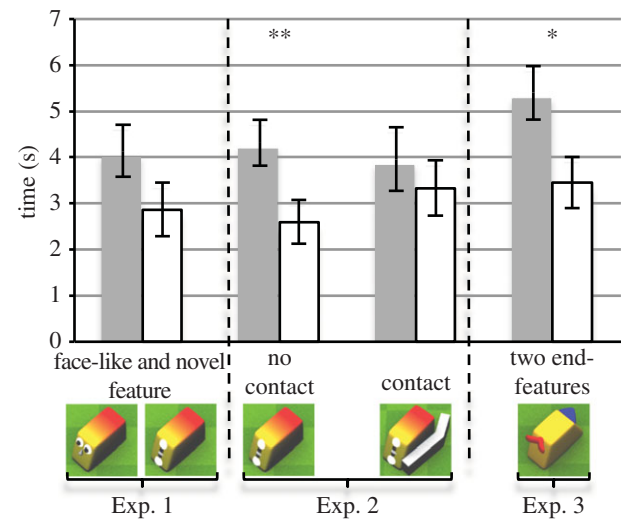 7
** *
6
5
4
3
2
1
0
time (s)
face-like and novel
feature
no
contact
contact
two end-
features
Exp. 1
Exp. 2
Exp. 3